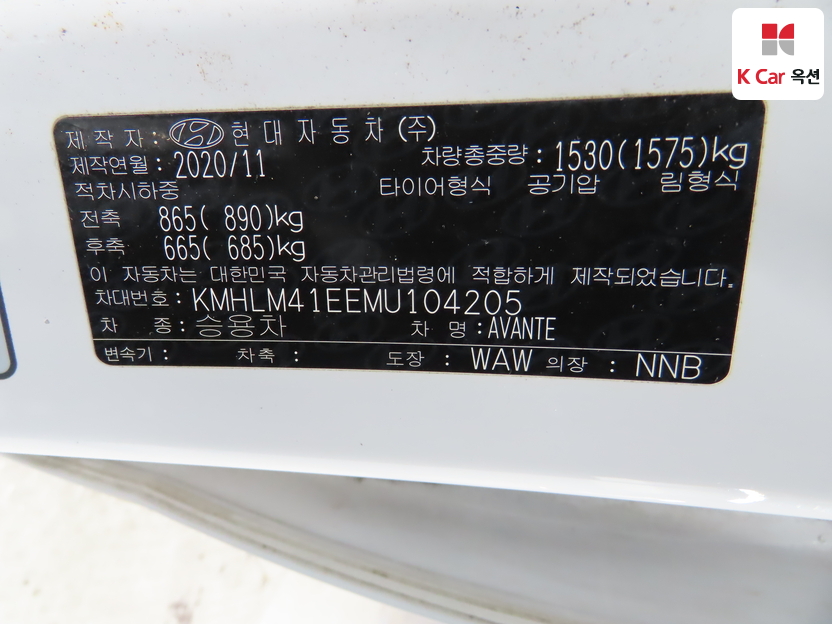 K Car 옥션
제 작 자 : 현 대 자 동 차 (주)
제작연월 : 2020/11 차량총중량 : 1530(1575)kg
적차시하중 타이어형식 공기압 림형식
전축 865( 890)kg
후축 665( 685)kg
이 자동차는 대한민국 자동차관리법령에 적합하게 제작되었습니다.
차대번호 : KMHLM41EEMU104205
차 종 : 승용차 차 명 : AVANTE
변속기 : 차축 : 도장 : WAW 의장 : NNB